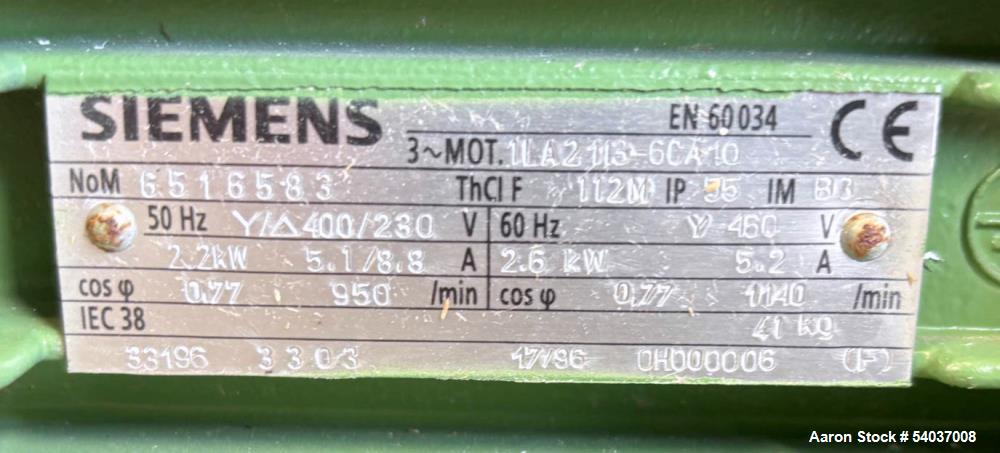 SIEMENS EN 60034 CE
3~MOT. 1LA2113-6CA10
NoM 6516583 ThCl F 112M IP 55 IM B3
50 Hz Y/△400/230 V 60 Hz Y 460 V
2.2kW 5.1/8.8 A 2.6 kW 5.2 A
cos φ 0.77 950 /min cos φ 0.77 1140 /min
IEC 38 41 kg
33196 3303 17/96 0H000006 (F)
Aaron Stock # 54037008